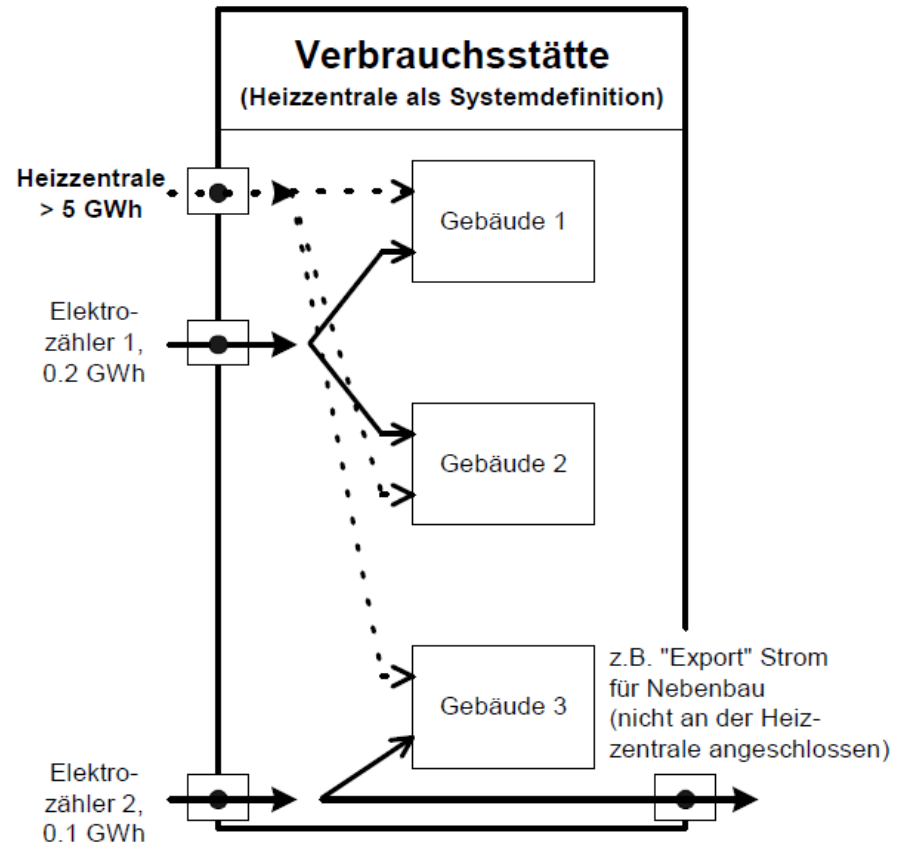 Verbrauchsstätte
(Heizzentrale als Systemdefinition)
Heizzentrale
> 5 GWh
Gebäude 1
Elektro-
zähler 1,
0.2 GWh
Gebäude 2
Gebäude 3
z.B. "Export" Strom
für Nebenbau
(nicht an der Heiz-
zentrale angeschlossen)
Elektro-
zähler 2,
0.1 GWh